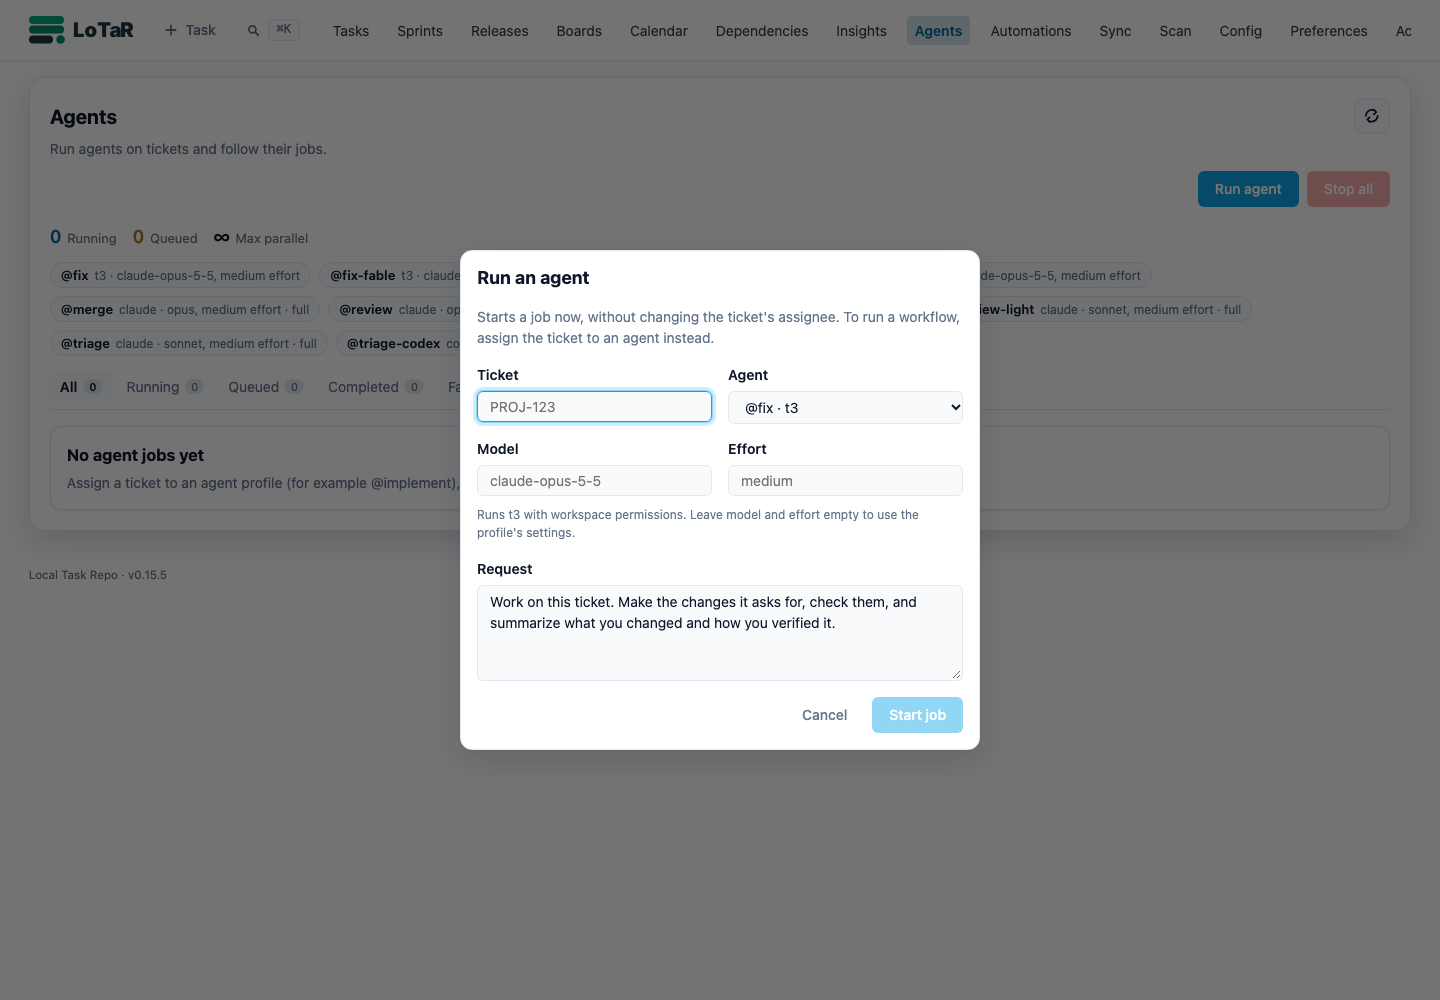 LoTaR
Task
⌘K
Tasks
Sprints
Releases
Boards
Calendar
Dependencies
Insights
Agents
Automations
Sync
Scan
Config
Preferences
Ac
Agents
Run agents on tickets and follow their jobs.
Run agent
Stop all
0 Running
0 Queued
∞ Max parallel
@fix t3 · claude-opus-5-5, medium effort
@fix-fable t3 · claude
de-opus-5-5, medium effort
@merge claude · opus, medium effort · full
@review claude · op
iew-light claude · sonnet, medium effort · full
@triage claude · sonnet, medium effort · full
@triage-codex co
All 0
Running 0
Queued 0
Completed 0
Fa
No agent jobs yet
Assign a ticket to an agent profile (for example @implement),
Run an agent
Starts a job now, without changing the ticket's assignee. To run a workflow,
assign the ticket to an agent instead.
Ticket
Agent
PROJ-123
@fix · t3
Model
Effort
claude-opus-5-5
medium
Runs t3 with workspace permissions. Leave model and effort empty to use the
profile's settings.
Request
Work on this ticket. Make the changes it asks for, check them, and
summarize what you changed and how you verified it.
Cancel
Start job
Local Task Repo · v0.15.5